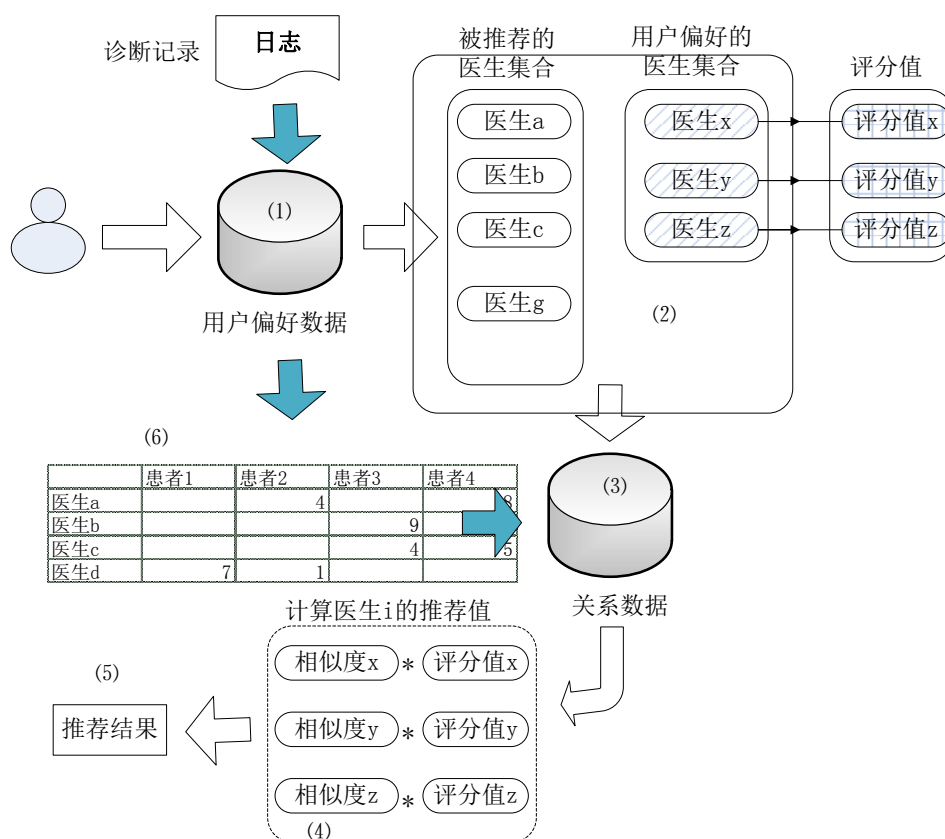 诊断记录
日志
被推荐的
医生集合
用户偏好的
医生集合
评分值
医生a
医生b
医生c
医生g
医生x
医生y
医生z
评分值x
评分值y
评分值z
(1)
用户偏好数据
(2)
(6)
患者1 患者2 患者3 患者4
医生a 4 8
医生b 9
医生c 4 5
医生d 7 1
(3)
关系数据
计算医生i的推荐值
相似度x * 评分值x
相似度y * 评分值y
相似度z * 评分值z
(4)
(5)
推荐结果